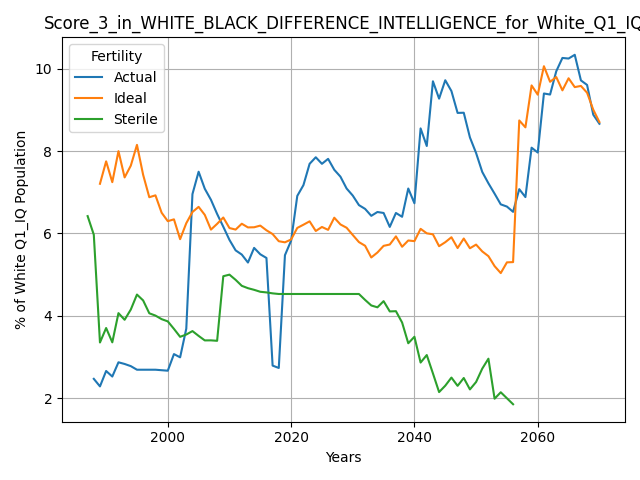 Score_3_in_WHITE_BLACK_DIFFERENCE_INTELLIGENCE_for_White_Q1_IQ
Fertility
Actual
Ideal
Sterile
% of White Q1_IQ Population
10
8
6
4
2
2000 2020 2040 2060
Years